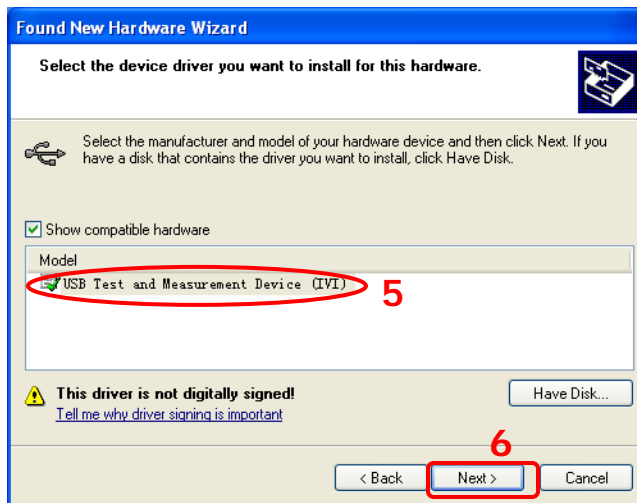 Found New Hardware Wizard
Select the device driver you want to install for this hardware.
Select the manufacturer and model of your hardware device and then click Next. If you
have a disk that contains the driver you want to install, click Have Disk.
Show compatible hardware
Model
USB Test and Measurement Device (IVI)
5
This driver is not digitally signed!
Have Disk...
Tell me why driver signing is important
6
< Back
Next >
Cancel